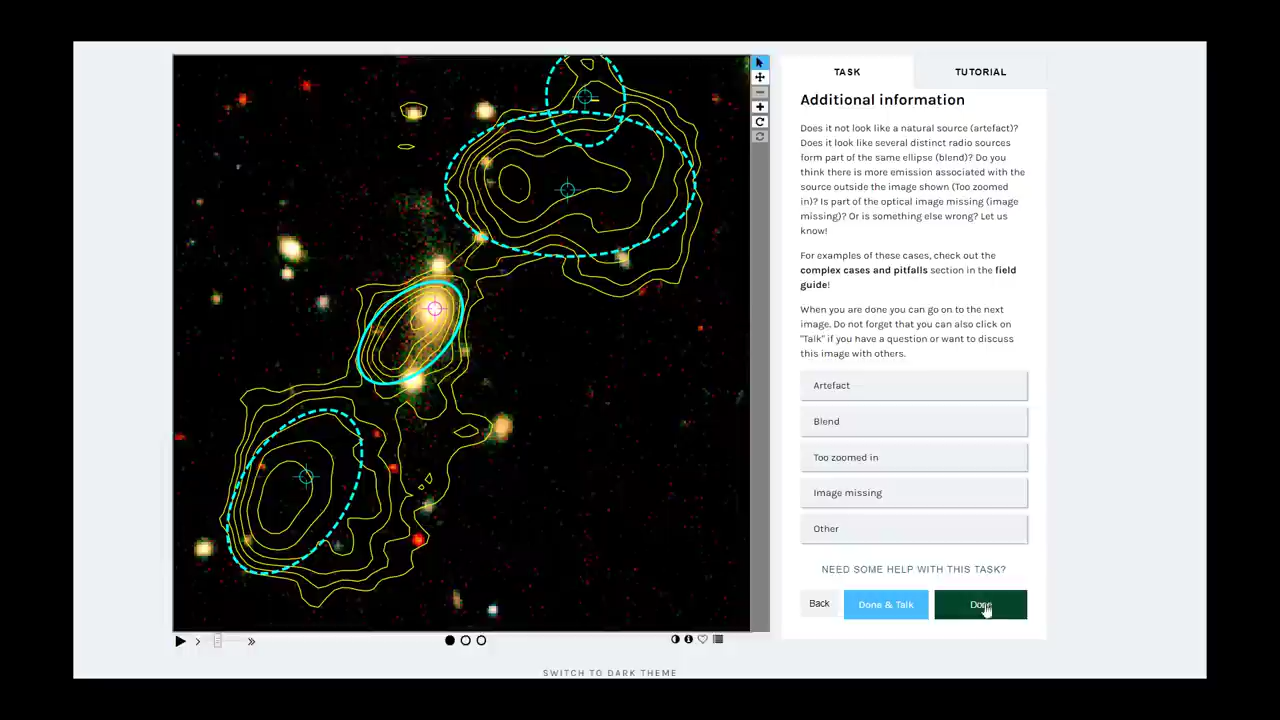 TASK
TUTORIAL
Additional information
Does it not look like a natural source (artefact)?
Does it look like several distinct radio sources
form part of the same ellipse (blend)? Do you
think there is more emission associated with the
source outside the image shown (Too zoomed
in)? Is part of the optical image missing (image
missing)? Or is something else wrong? Let us
know!
For examples of these cases, check out the
complex cases and pitfalls section in the field
guide!
When you are done you can go on to the next
image. Do not forget that you can also click on
"Talk" if you have a question or want to discuss
this image with others.
Artefact
Blend
Too zoomed in
Image missing
Other
NEED SOME HELP WITH THIS TASK?
Back
Done & Talk
Done
SWITCH TO DARK THEME